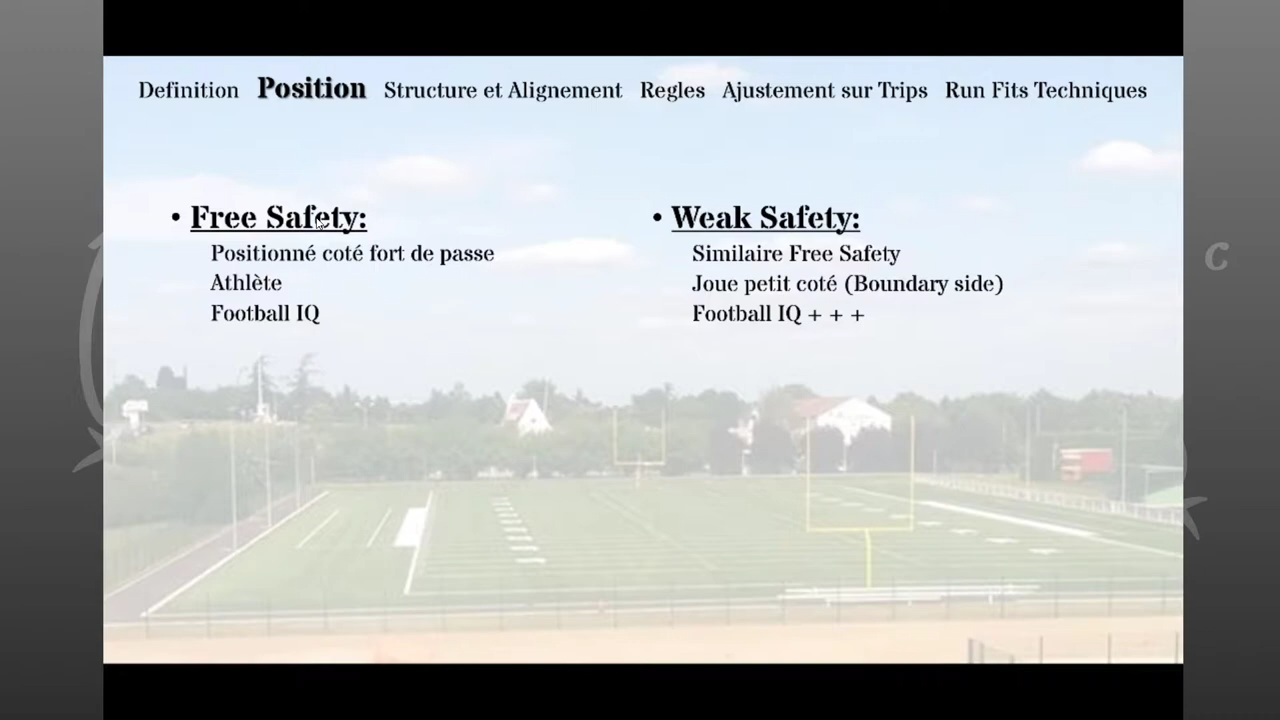 Definition Position Structure et Alignement Regles Ajustement sur Trips Run Fits Techniques
• Free Safety:
Positionné coté fort de passe
Athlète
Football IQ
• Weak Safety:
Similaire Free Safety
Joue petit coté (Boundary side)
Football IQ + + +
c